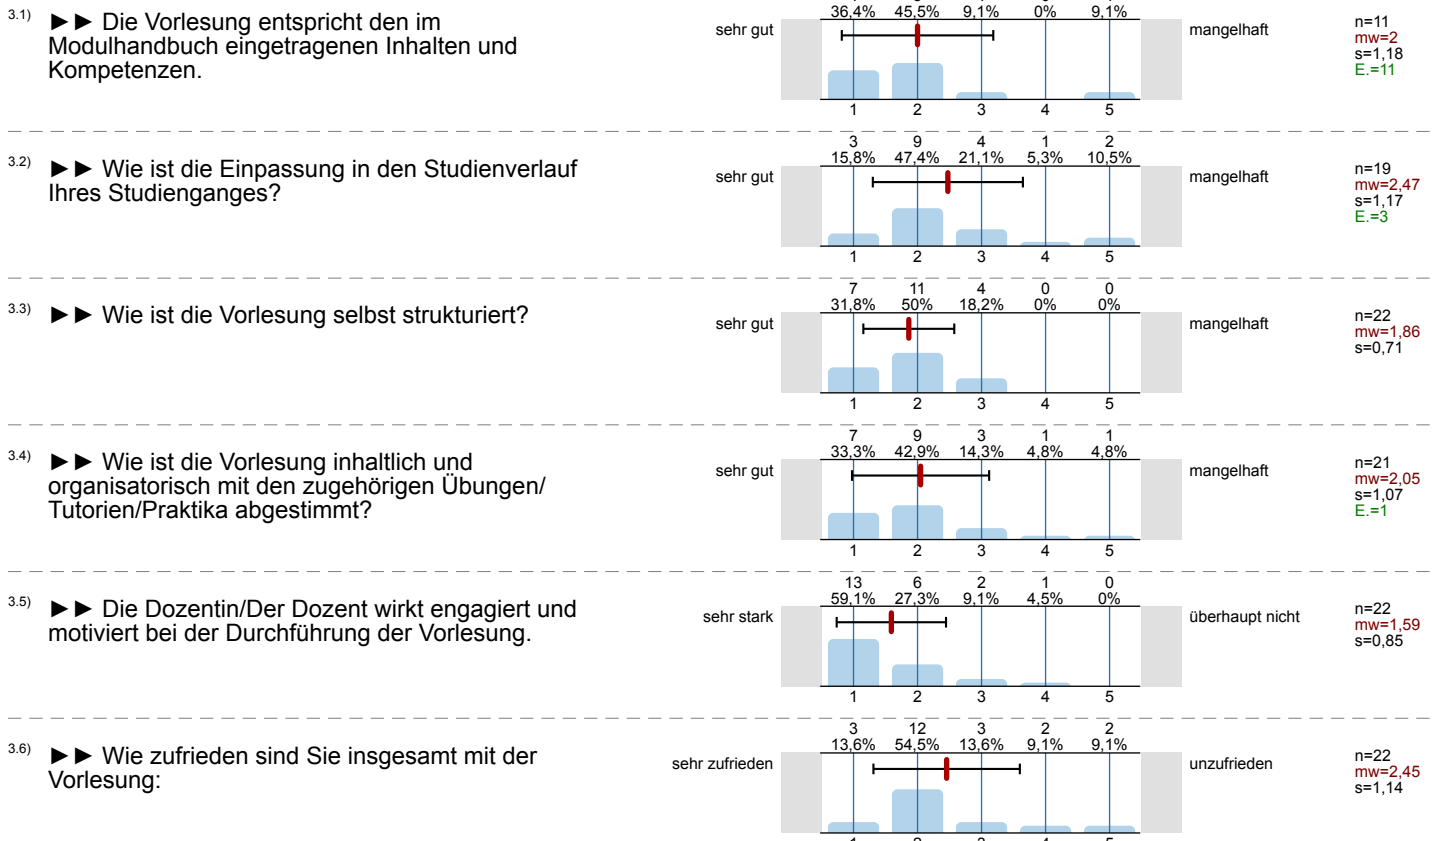 3.1) ►► Die Vorlesung entspricht den im
Modulhandbuch eingetragenen Inhalten und
Kompetenzen.
36,4% 45,5% 9,1% 0% 9,1%
sehr gut mangelhaft
n=11
mw=2
s=1,18
E.=11
1 2 3 4 5
3.2) ►► Wie ist die Einpassung in den Studienverlauf
Ihres Studienganges?
3 9 4 1 2
15,8% 47,4% 21,1% 5,3% 10,5%
sehr gut mangelhaft
n=19
mw=2,47
s=1,17
E.=3
1 2 3 4 5
3.3) ►► Wie ist die Vorlesung selbst strukturiert?
7 11 4 0 0
31,8% 50% 18,2% 0% 0%
sehr gut mangelhaft
n=22
mw=1,86
s=0,71
1 2 3 4 5
3.4) ►► Wie ist die Vorlesung inhaltlich und
organisatorisch mit den zugehörigen Übungen/
Tutorien/Praktika abgestimmt?
7 9 3 1 1
33,3% 42,9% 14,3% 4,8% 4,8%
sehr gut mangelhaft
n=21
mw=2,05
s=1,07
E.=1
1 2 3 4 5
3.5) ►► Die Dozentin/Der Dozent wirkt engagiert und
motiviert bei der Durchführung der Vorlesung.
13 6 2 1 0
59,1% 27,3% 9,1% 4,5% 0%
sehr stark überhaupt nicht
n=22
mw=1,59
s=0,85
1 2 3 4 5
3.6) ►► Wie zufrieden sind Sie insgesamt mit der
Vorlesung:
3 12 3 2 2
13,6% 54,5% 13,6% 9,1% 9,1%
sehr zufrieden unzufrieden
n=22
mw=2,45
s=1,14